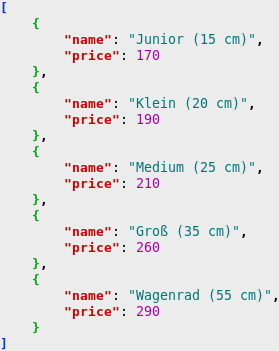 [
    {
        "name": "Junior (15 cm)",
        "price": 170
    },
    {
        "name": "Klein (20 cm)",
        "price": 190
    },
    {
        "name": "Medium (25 cm)",
        "price": 210
    },
    {
        "name": "Groß (35 cm)",
        "price": 260
    },
    {
        "name": "Wagenrad (55 cm)",
        "price": 290
    }
]